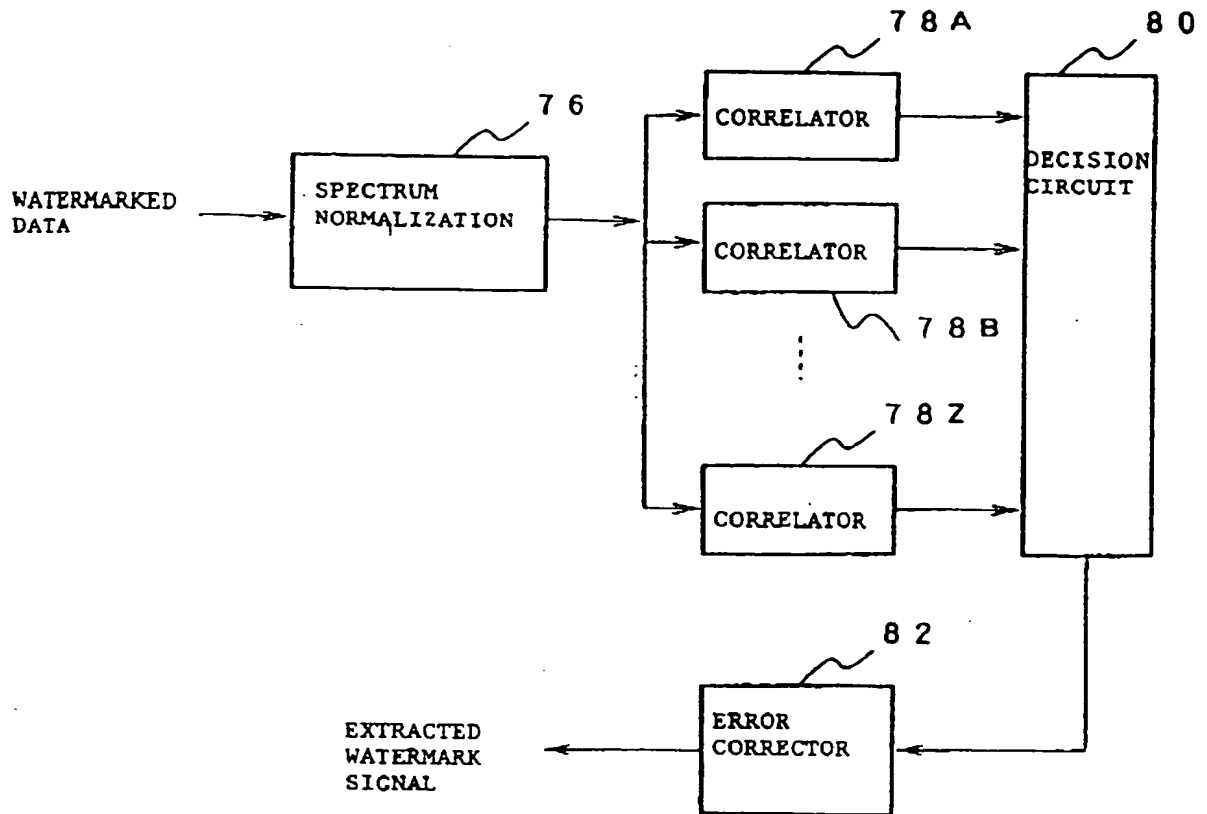 78A
80
76
CORRELATOR
WATERMARKED
DATA
SPECTRUM
NORMALIZATION
DECISION
CIRCUIT
CORRELATOR
78B
78Z
CORRELATOR
82
EXTRACTED
WATERMARK
SIGNAL
ERROR
CORRECTOR